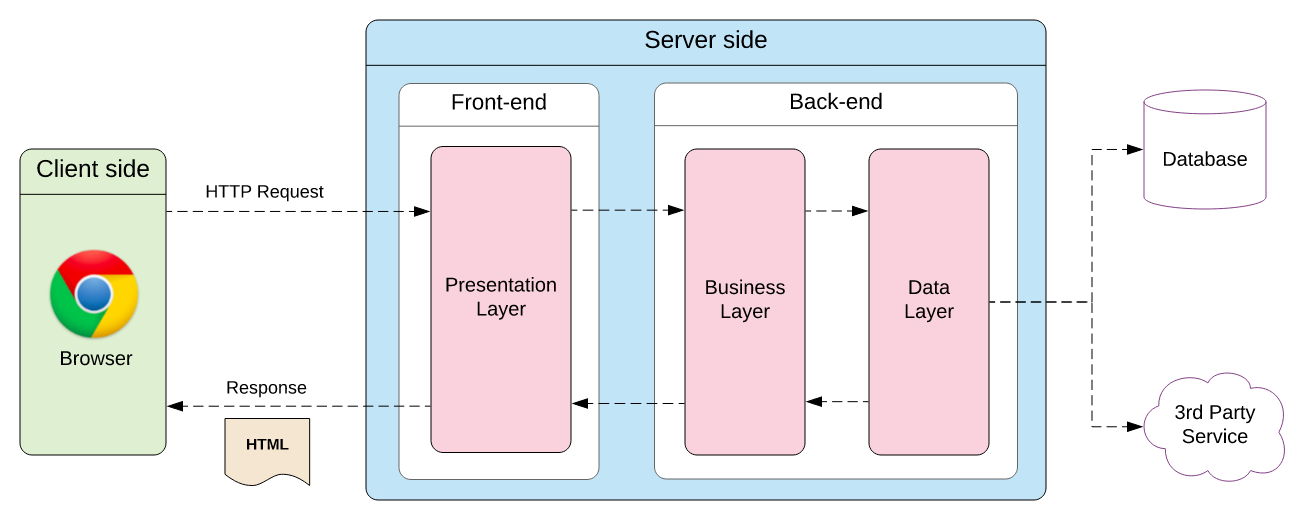 Server side
Front-end
Back-end
Client side
HTTP Request
Presentation
Layer
Business
Layer
Data
Layer
Database
Browser
Response
HTML
3rd Party
Service